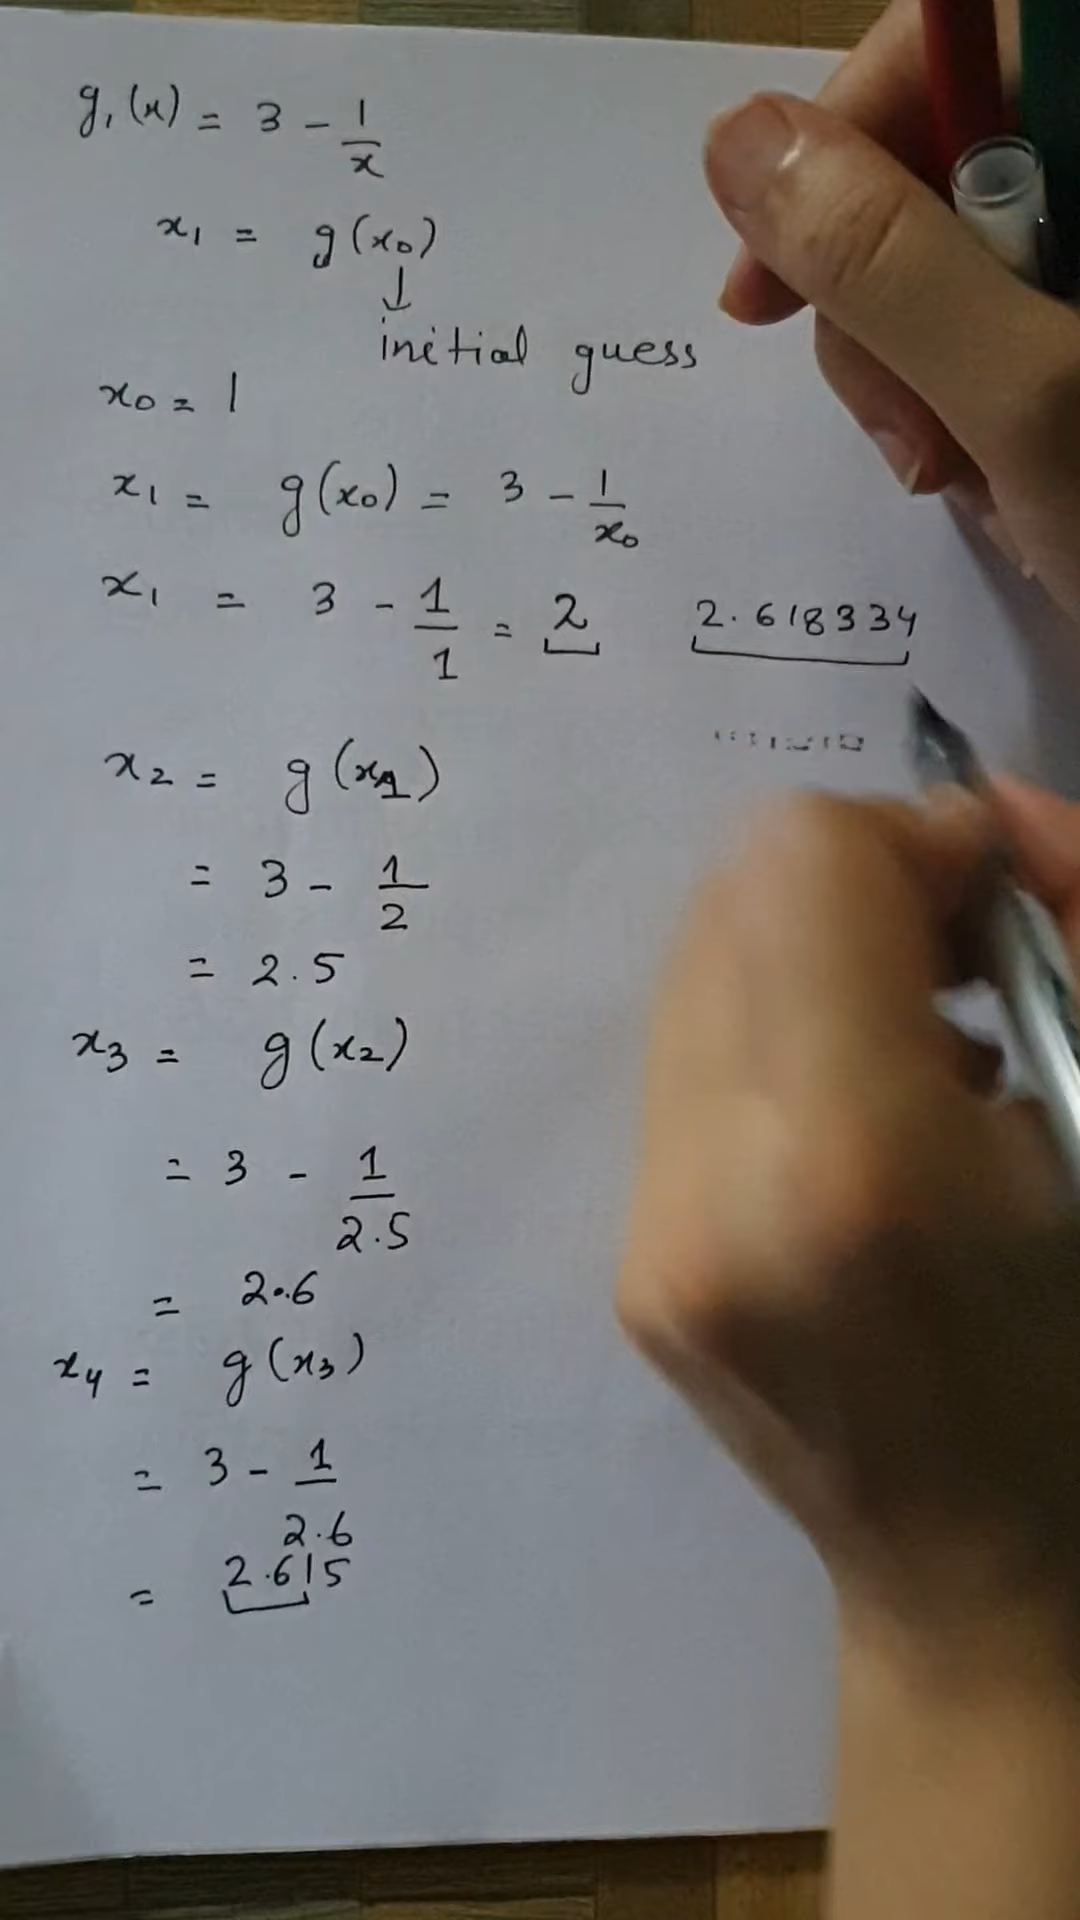 g₁(x) = 3 - 1/x
x₁ = g(x₀)
↓
initial guess
x₀ = 1
x₁ = g(x₀) = 3 - 1/x₀
x₁ = 3 - 1/1 = 2
2.618334
x₂ = g(x₁)
= 3 - 1/2
= 2.5
x₃ = g(x₂)
= 3 - 1/2.5
= 2.6
x₄ = g(x₃)
= 3 - 1/2.6
= 2.615